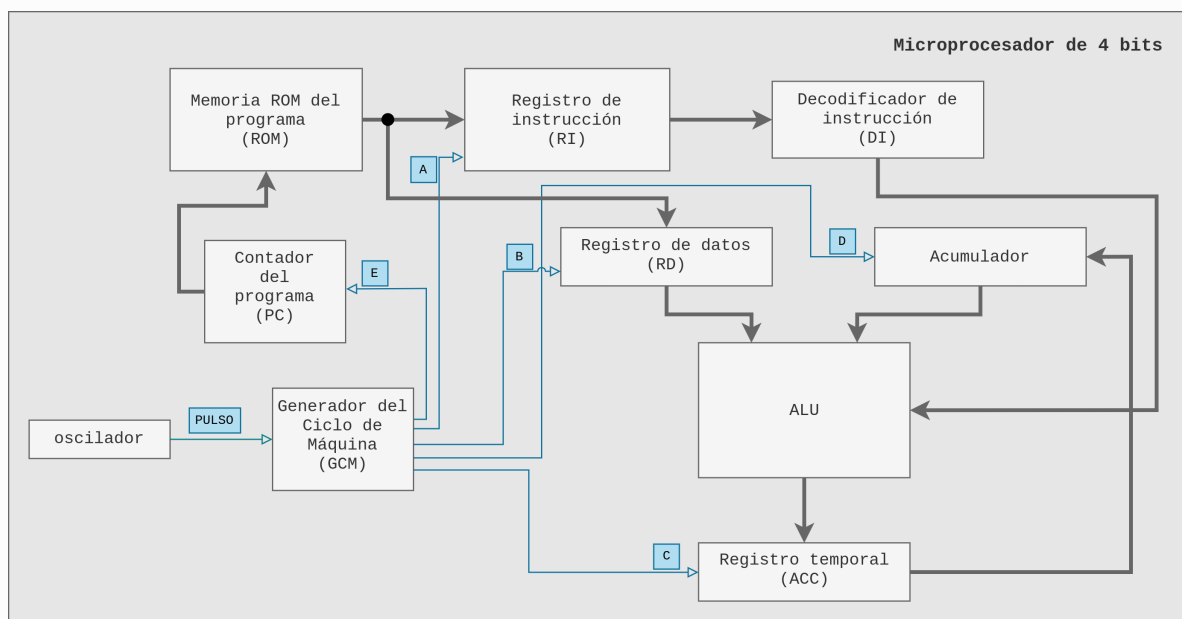 Microprocesador de 4 bits
Memoria ROM del
programa
(ROM)
Registro de
instrucción
(RI)
Decodificador de
instrucción
(DI)
A
Contador
del
programa
(PC)
E
B
Registro de datos
(RD)
D
Acumulador
oscilador
PULSO
Generador del
Ciclo de
Máquina
(GCM)
ALU
C
Registro temporal
(ACC)